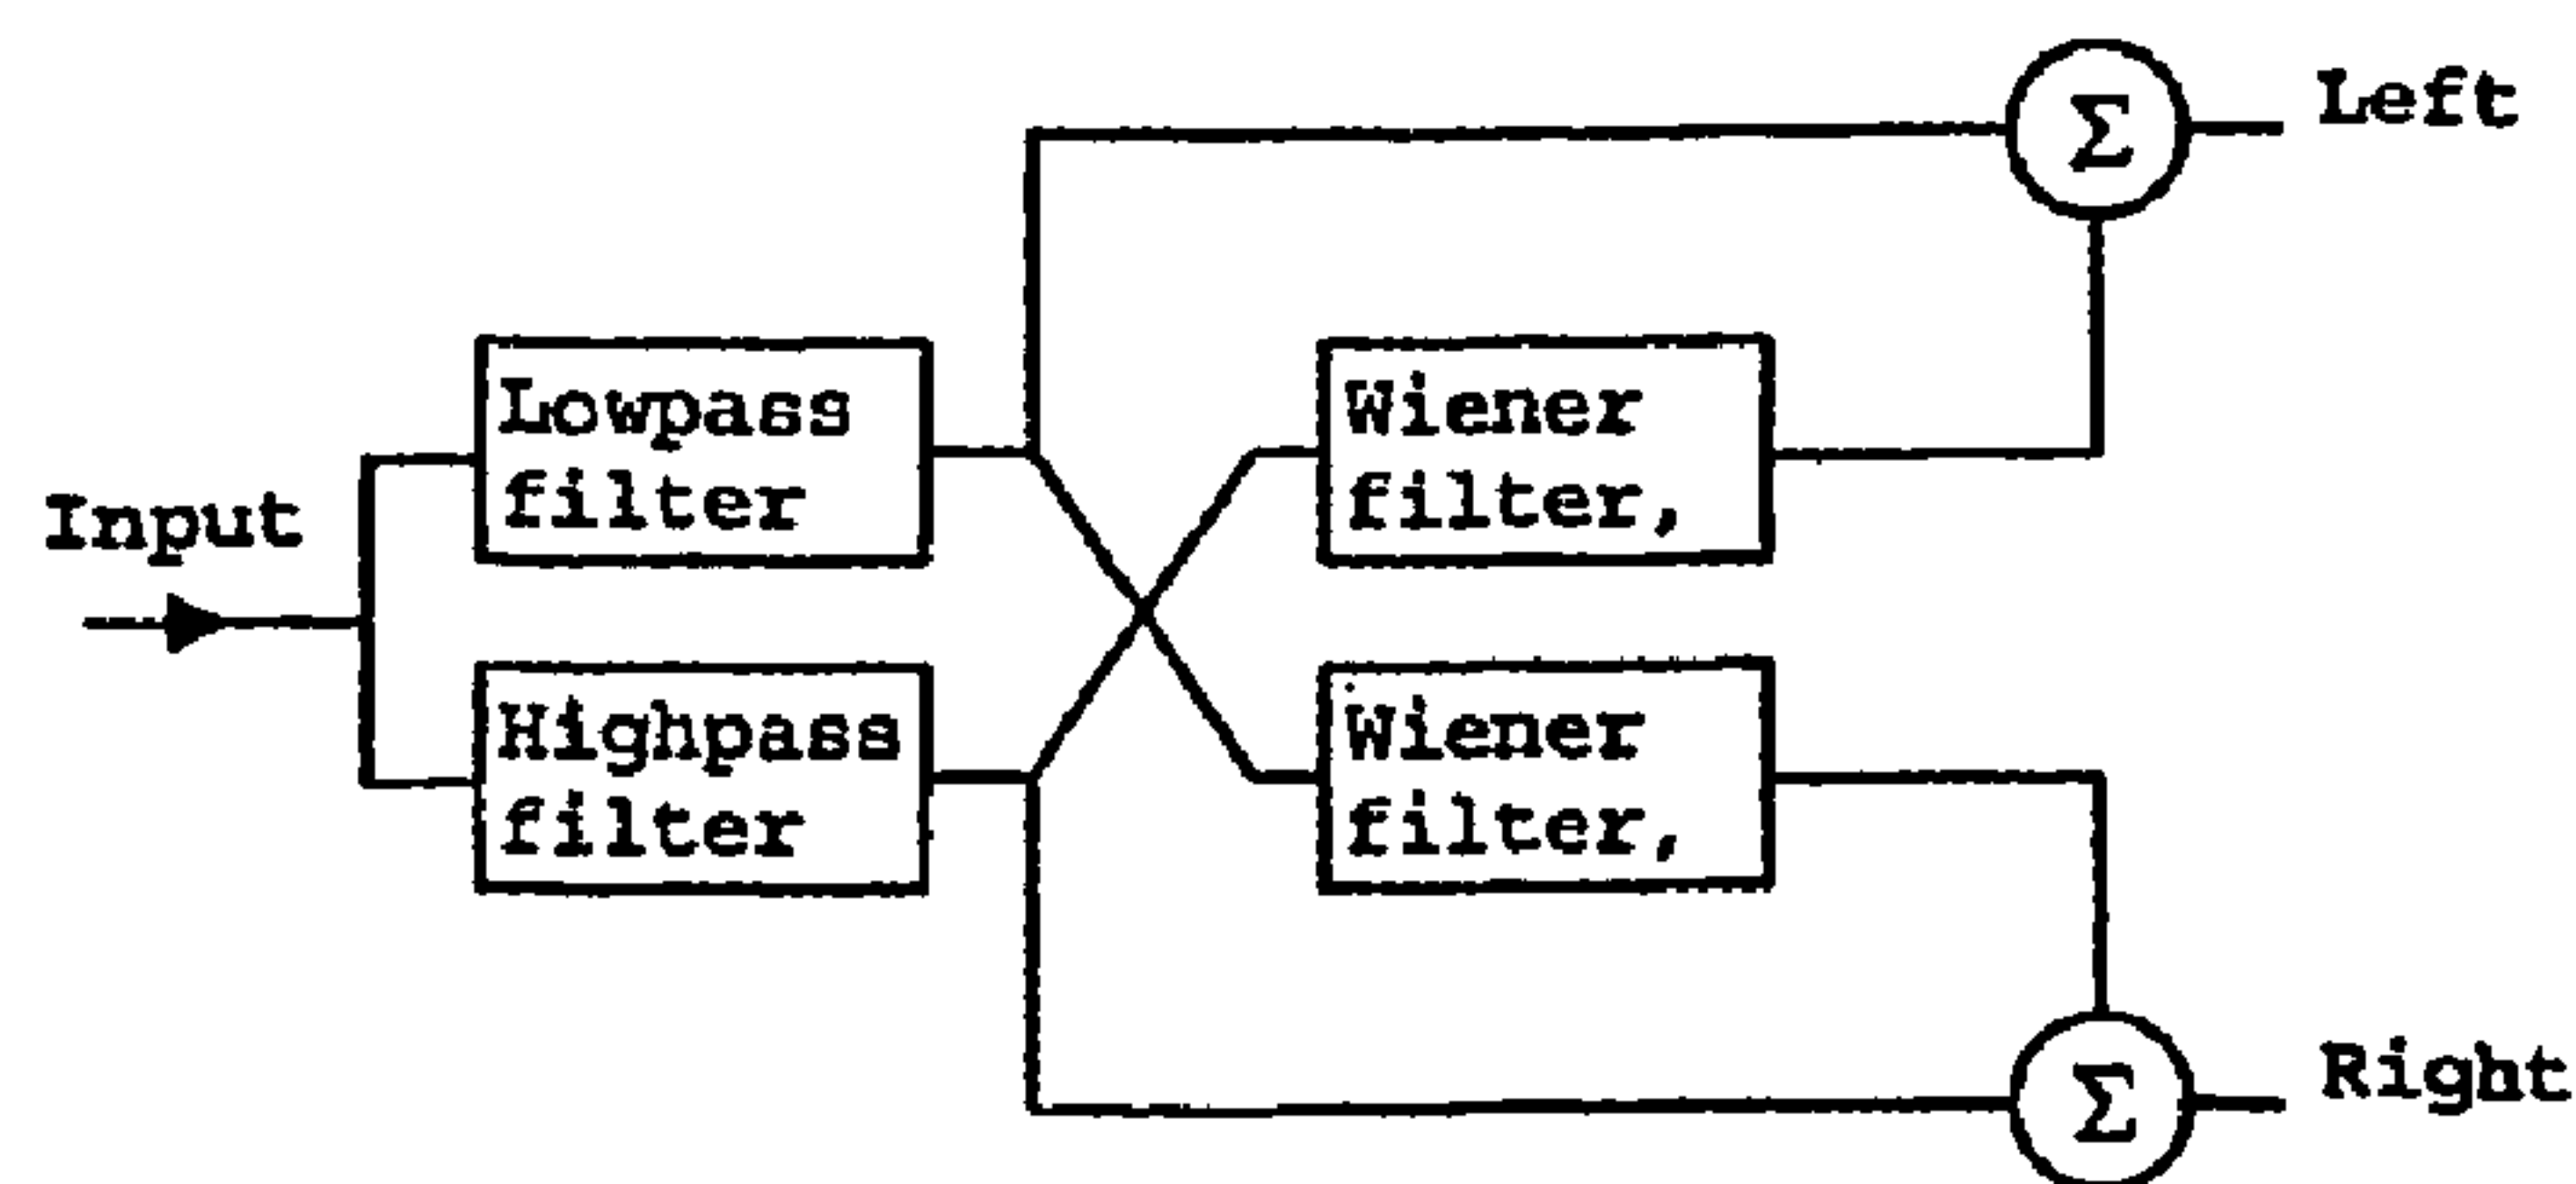 Σ
Left
Lowpass
filter
Wiener
filter,
Input
Highpass
filter
Wiener
filter,
Σ
Right